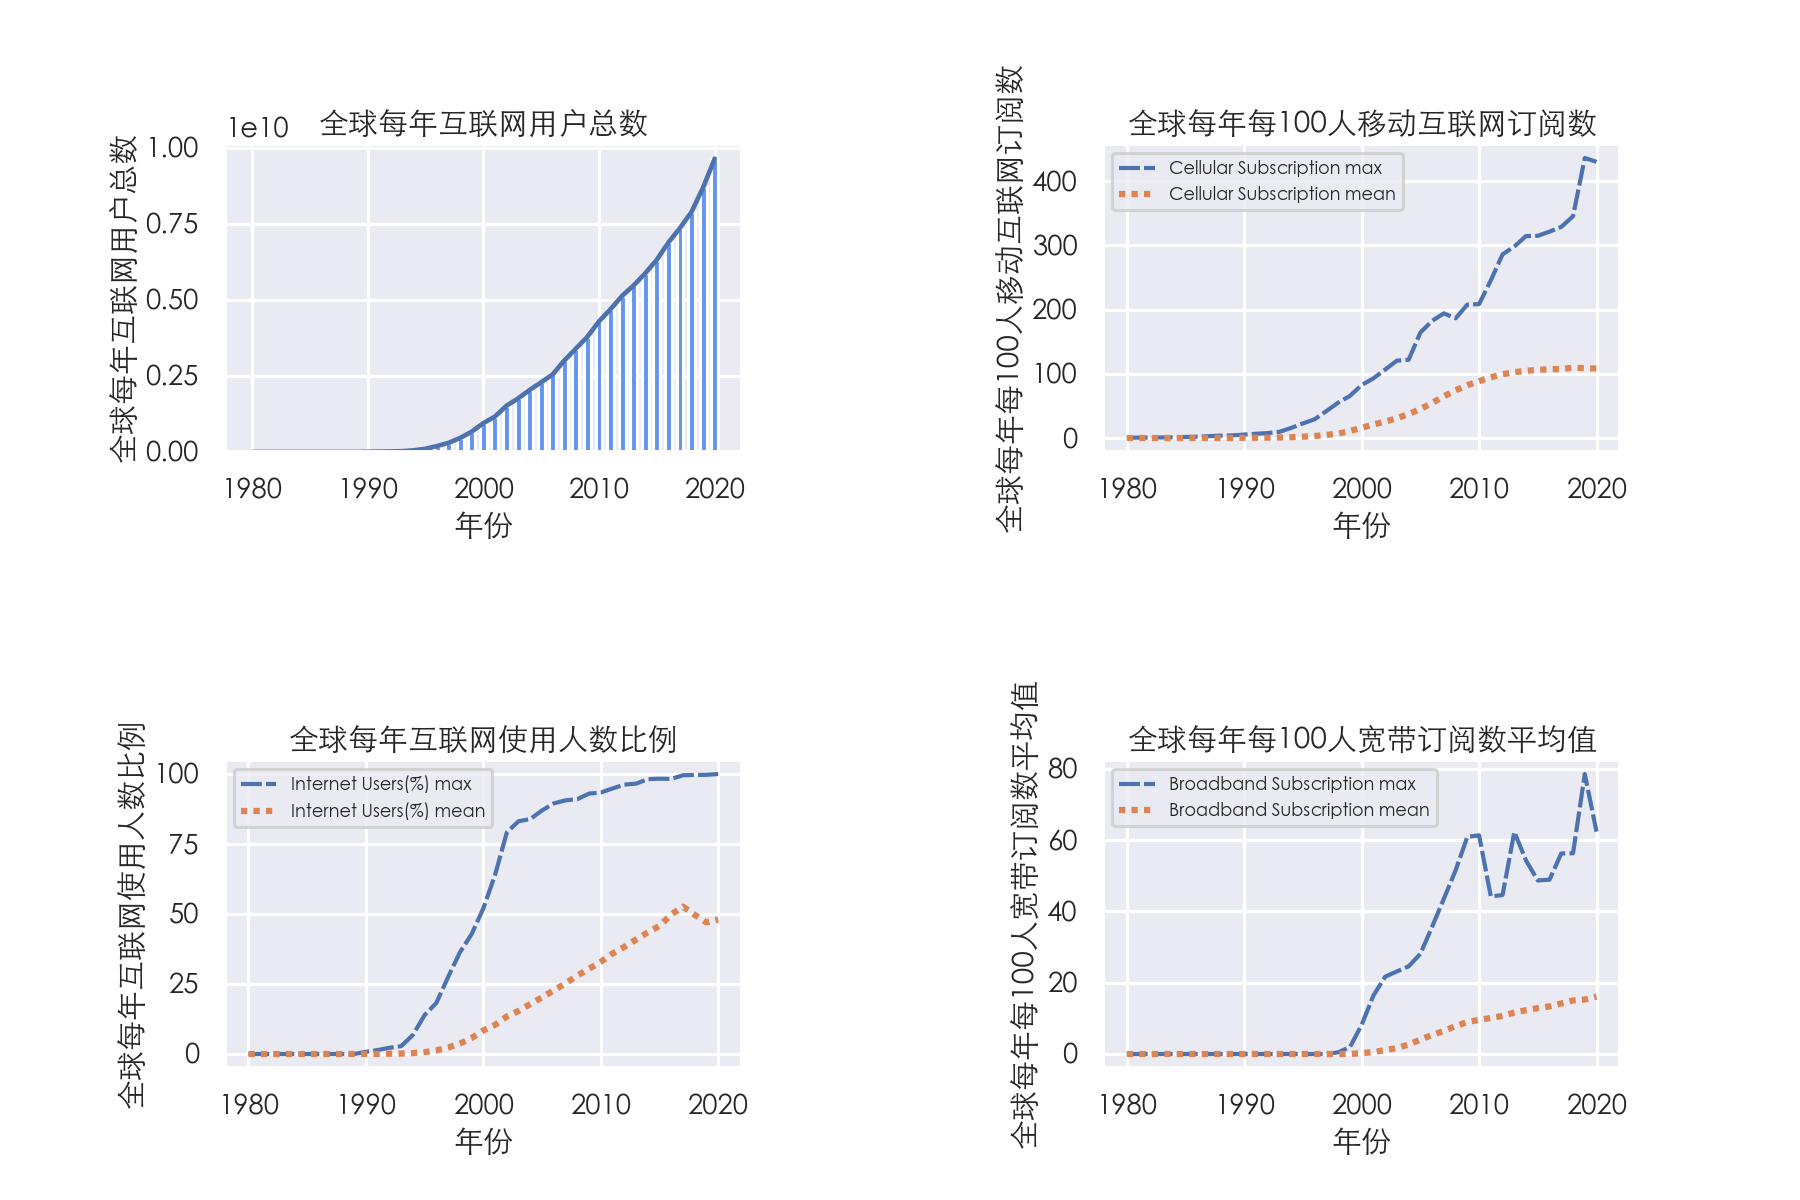 1e10
全球每年互联网用户总数
全球每年互联网用户总数
1.00
0.75
0.50
0.25
0.00
1980 1990 2000 2010 2020
年份
全球每年每100人移动互联网订阅数
全球每年每100人移动互联网订阅数
Cellular Subscription max
Cellular Subscription mean
400
300
200
100
0
1980 1990 2000 2010 2020
年份
全球每年互联网使用人数比例
全球每年互联网使用人数比例
Internet Users(%) max
Internet Users(%) mean
100
75
50
25
0
1980 1990 2000 2010 2020
年份
全球每年每100人宽带订阅数平均值
全球每年每100人宽带订阅数平均值
Broadband Subscription max
Broadband Subscription mean
80
60
40
20
0
1980 1990 2000 2010 2020
年份